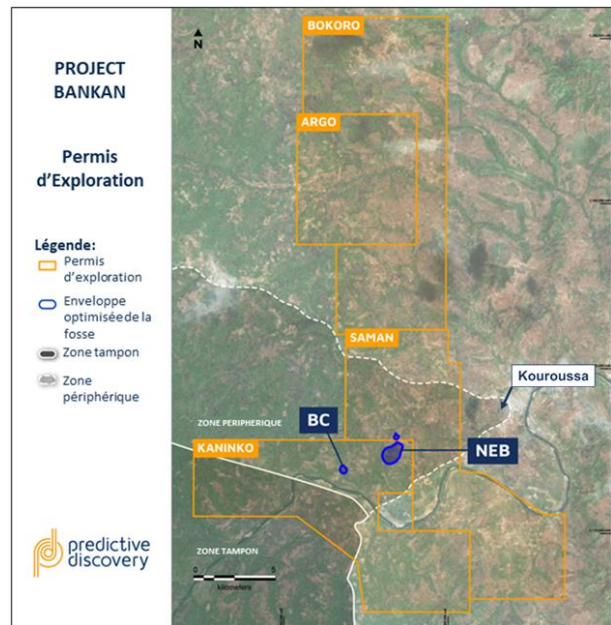 PROJECT
BANKAN
Permis
d'Exploration
Légende:
Permis
d'exploration
Enveloppe
optimisée de la
fosse
Zone tampon
Zone
périphérique
predictive
discovery
N
BOKORO
ARGO
SAMAN
Kouroussa
ZONE PERIPHERIQUE
BC
KANINKO
NEB
ZONE TAMPON
0 5
kilometers